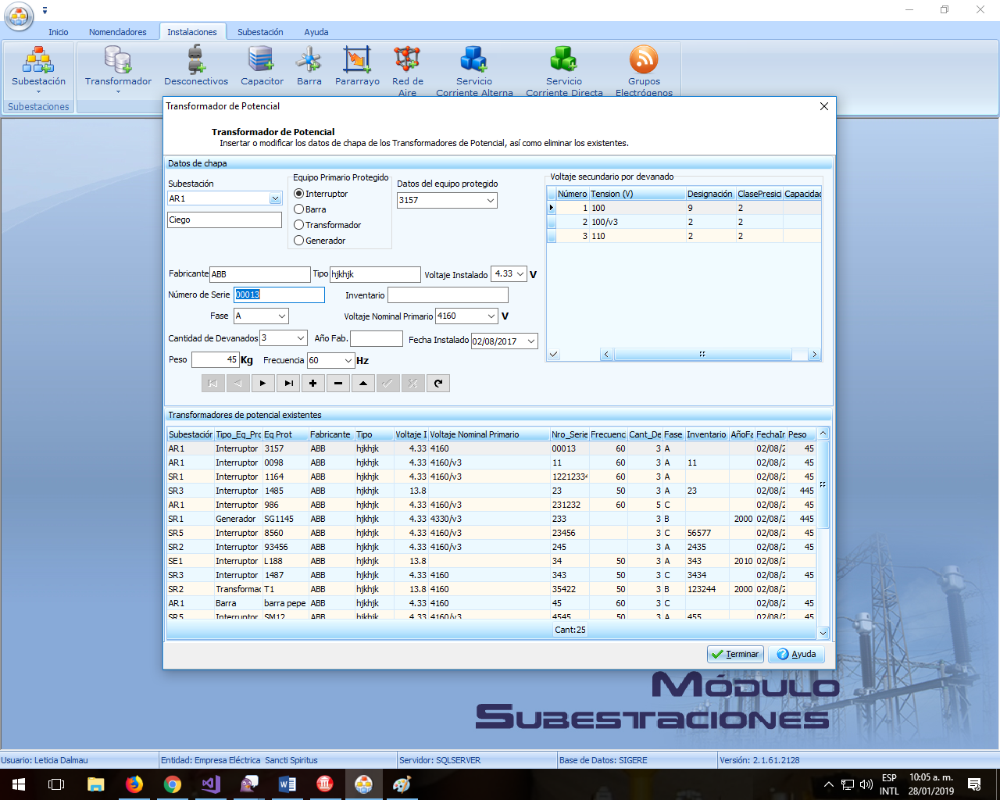 Inicio Nomencladores Instalaciones Subestación Ayuda
Subestación Transformador Desconectivos Capacitor Barra Pararrayo Red de Aire Servicio Corriente Alterna Servicio Corriente Directa Grupos Electrógenos
Subestaciones
Transformador de Potencial
Transformador de Potencial
Insertar o modificar los datos de chapa de los Transformadores de Potencial, así como eliminar los existentes.
Datos de chapa
Subestación
AR1
Ciego
Equipo Primario Protegido
Interruptor
Barra
Transformador
Generador
Datos del equipo protegido
3157
Voltaje secundario por devanado
Número Tension (V) Designación ClasePresici Capacidad
1 100 9 2
2 100/v3 2 2
3 110 2 2
Fabricante ABB Tipo hjkhjk Voltaje Instalado 4.33 V
Número de Serie 00013 Inventario
Fase A Voltaje Nominal Primario 4160 V
Cantidad de Devanados 3 Año Fab. Fecha Instalado 02/08/2017
Peso 45 Kg Frecuencia 60 Hz
Transformadores de potencial existentes
Subestación Tipo_Eq_Pro Eq Prot Fabricante Tipo Voltaje I Voltaje Nominal Primario Nro_Serie Frecuenci Cant_De Fase Inventario AñoFa FechaIn Peso
AR1 Interruptor 3157 ABB hjkhjk 4.33 4160 00013 60 3 A 02/08/2 45
AR1 Interruptor 0098 ABB hjkhjk 4.33 4160/v3 11 60 3 A 11 02/08/2 45
SR1 Interruptor 1164 ABB hjkhjk 4.33 4160/v3 12212334 60 3 A 02/08/2 45
SR3 Interruptor 1485 ABB hjkhjk 13.8 23 50 3 A 23 02/08/2 445
AR1 Interruptor 986 ABB hjkhjk 4.33 4160/v3 231232 60 5 C 02/08/2 45
SR1 Generador SG1145 ABB hjkhjk 4.33 4330/v3 233 3 B 2000 02/08/2 445
SR5 Interruptor 8560 ABB hjkhjk 4.33 4160/v3 23456 3 C 56577 02/08/2 45
SR2 Interruptor 93456 ABB hjkhjk 4.33 4160/v3 245 3 A 2435 02/08/2 45
SE1 Interruptor L188 ABB hjkhjk 13.8 34 50 3 A 343 2010 02/08/2
SR3 Interruptor 1487 ABB hjkhjk 4.33 4160 343 50 3 C 3434 02/08/2 45
SR2 Transformac T1 ABB hjkhjk 13.8 4160 35422 50 3 B 123244 2000 02/08/2
AR1 Barra barra pepe ABB hjkhjk 4.33 4160 45 60 3 C 02/08/2 45
SR5 Interruptor SM12 ABB hjkhjk 4.33 4160/v3 4545 50 3 A 455 02/08/2 45
Cant:25
Terminar Ayuda
Módulo
Subestaciones
Usuario: Leticia Dalmau Entidad: Empresa Eléctrica Sancti Spiritus Servidor: SQLSERVER Base de Datos: SIGERE Versión: 2.1.61.2128
ESP 10:05 a. m.
INTL 28/01/2019